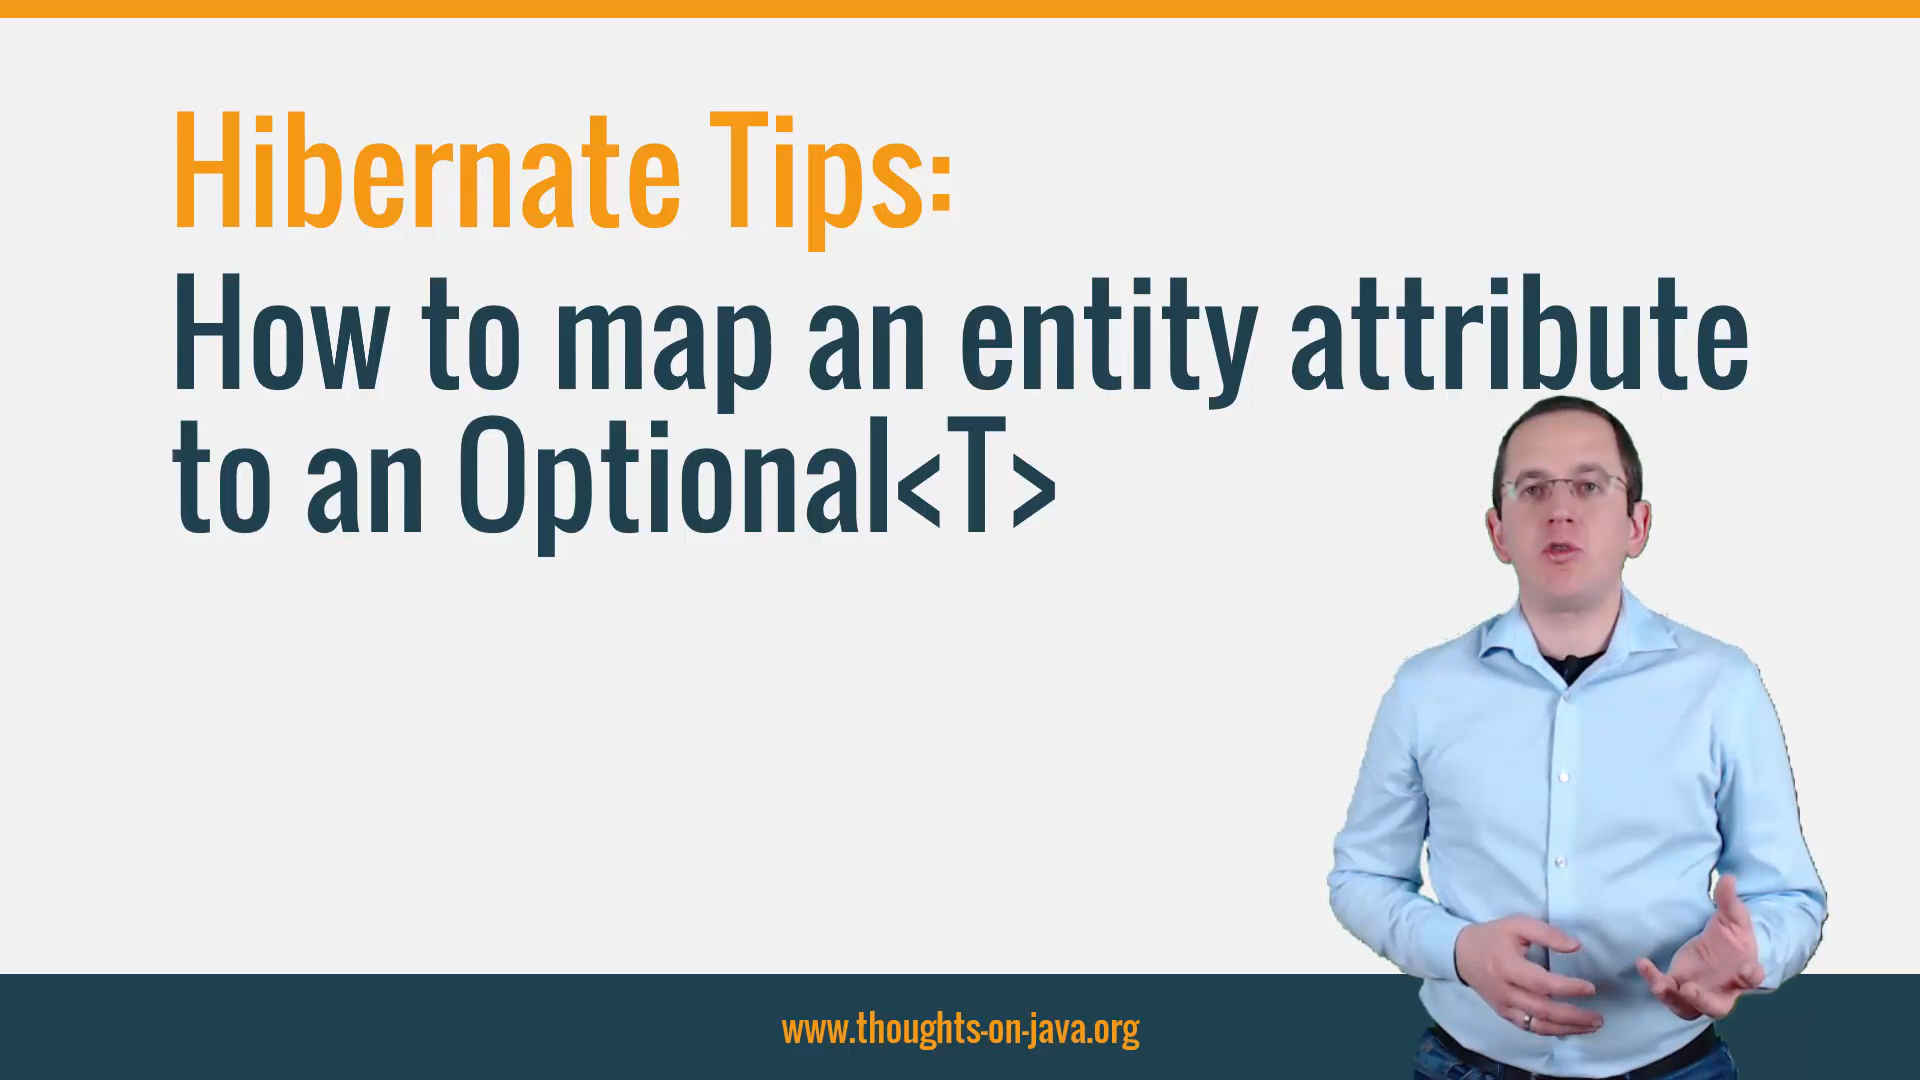 Hibernate Tips:
How to map an entity attribute
to an Optional<T>
www.thoughts-on-java.org